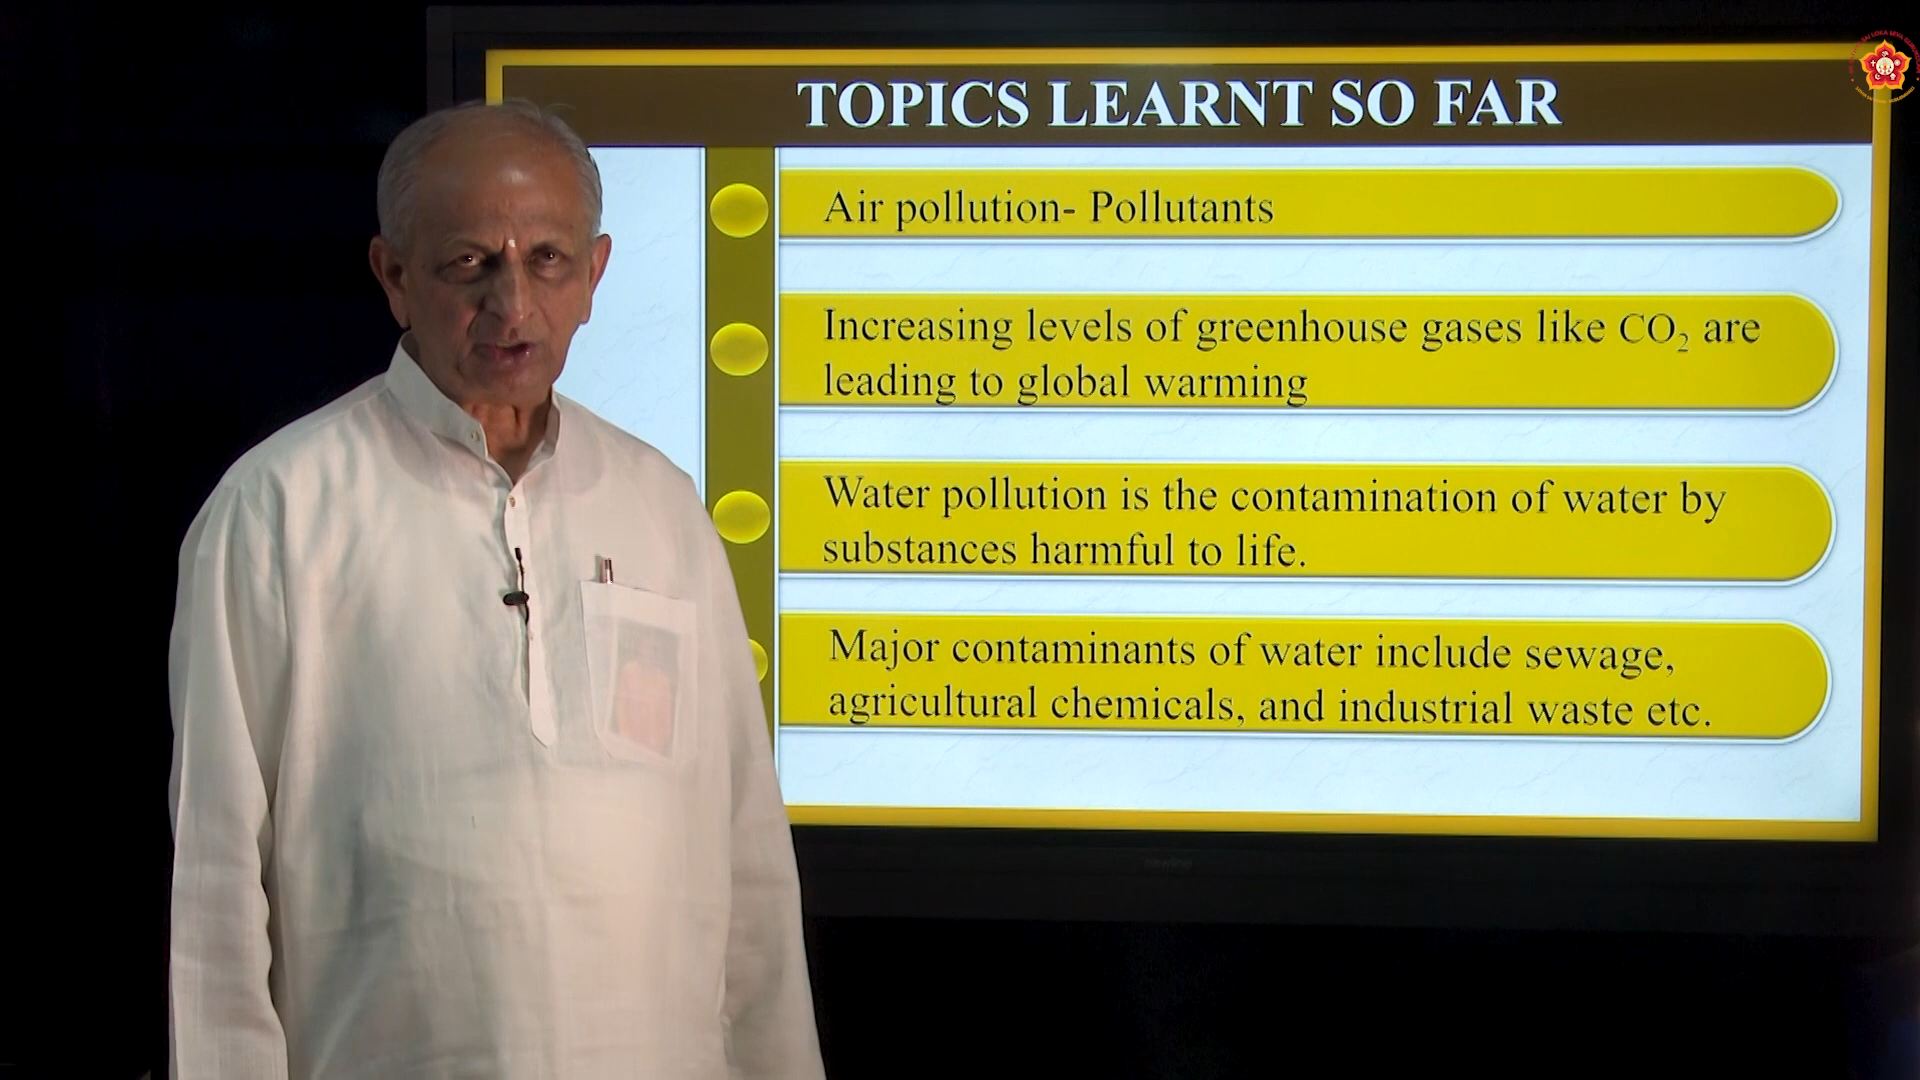 TOPICS LEARNT SO FAR
Air pollution- Pollutants
Increasing levels of greenhouse gases like CO₂ are
leading to global warming
Water pollution is the contamination of water by
substances harmful to life.
Major contaminants of water include sewage,
agricultural chemicals, and industrial waste etc.